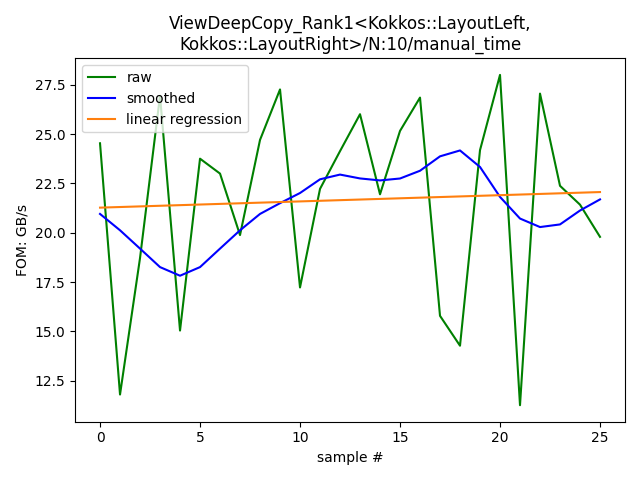 ViewDeepCopy_Rank1<Kokkos::LayoutLeft,
Kokkos::LayoutRight>/N:10/manual_time
raw
smoothed
linear regression
FOM: GB/s
27.5
25.0
22.5
20.0
17.5
15.0
12.5
0
5
10
15
20
25
sample #